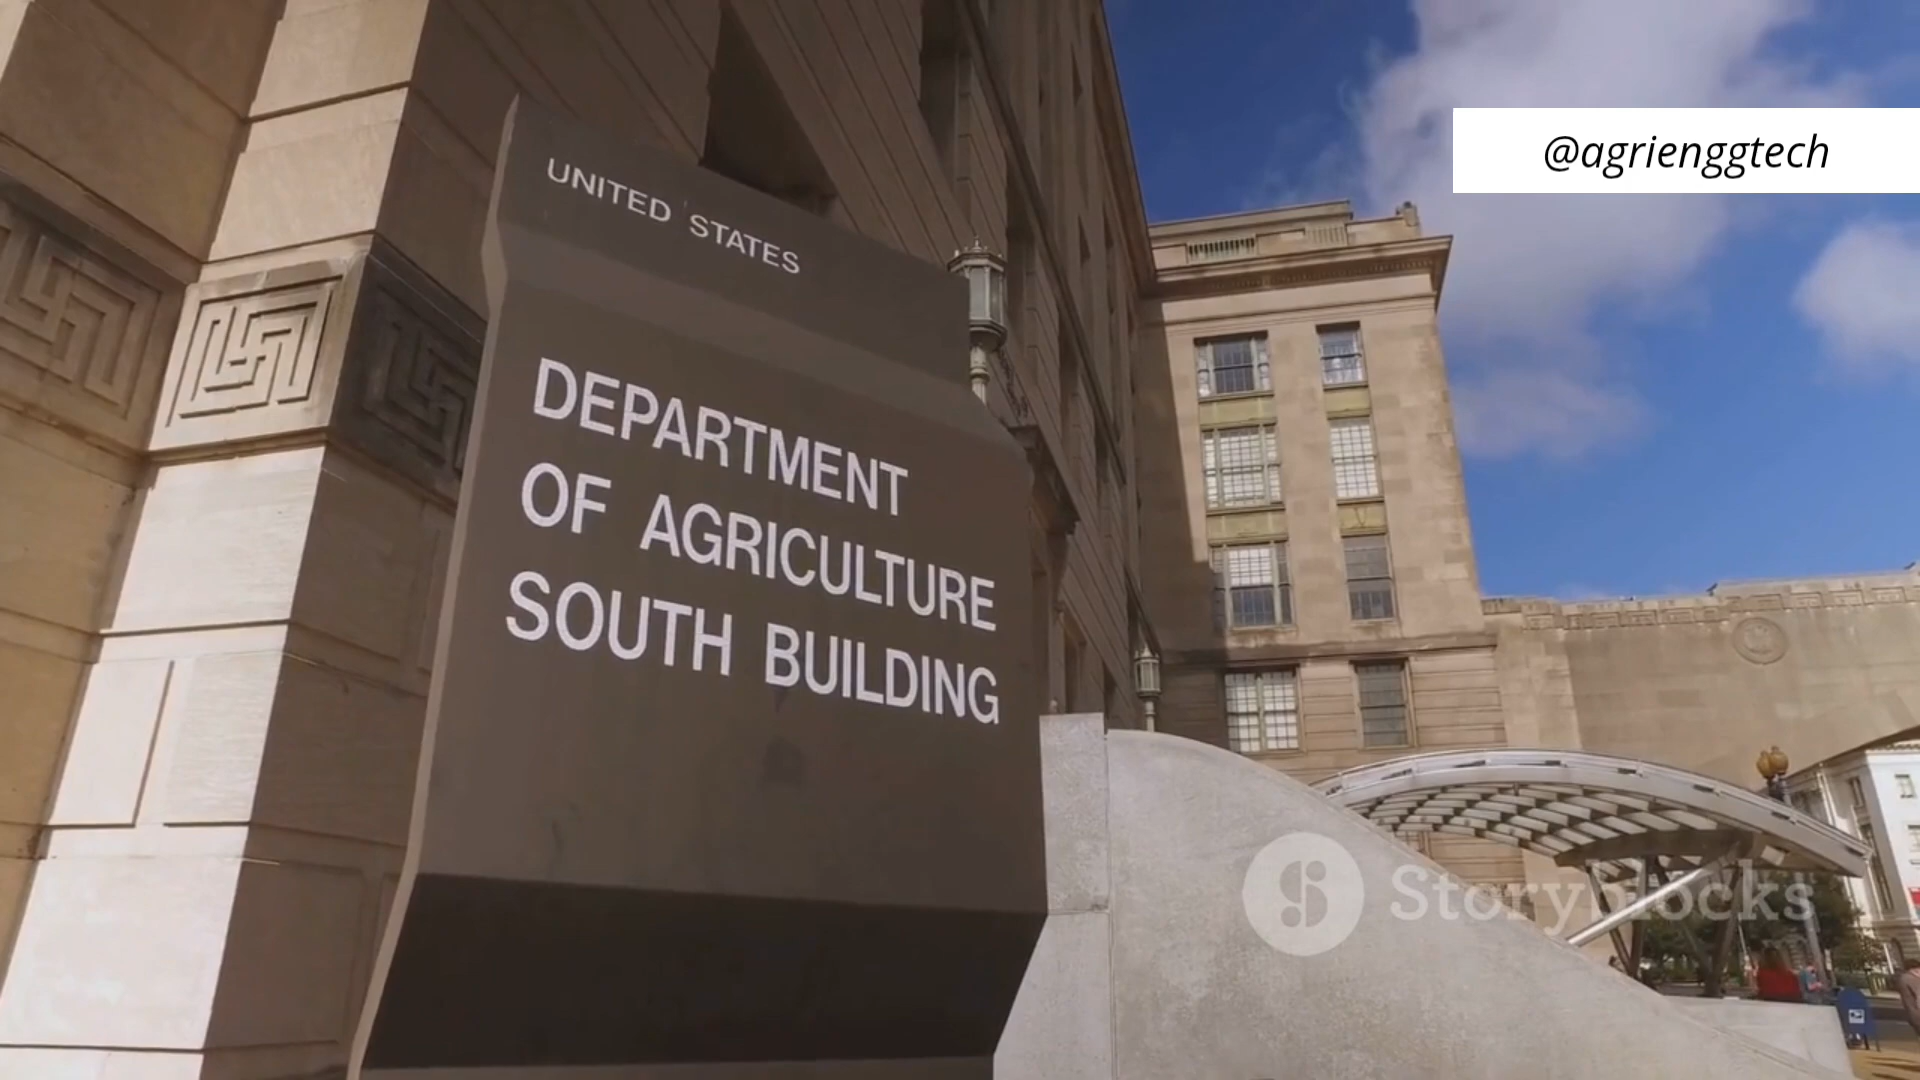 @agrienggtech
UNITED STATES
DEPARTMENT
OF AGRICULTURE
SOUTH BUILDING
Storyblocks